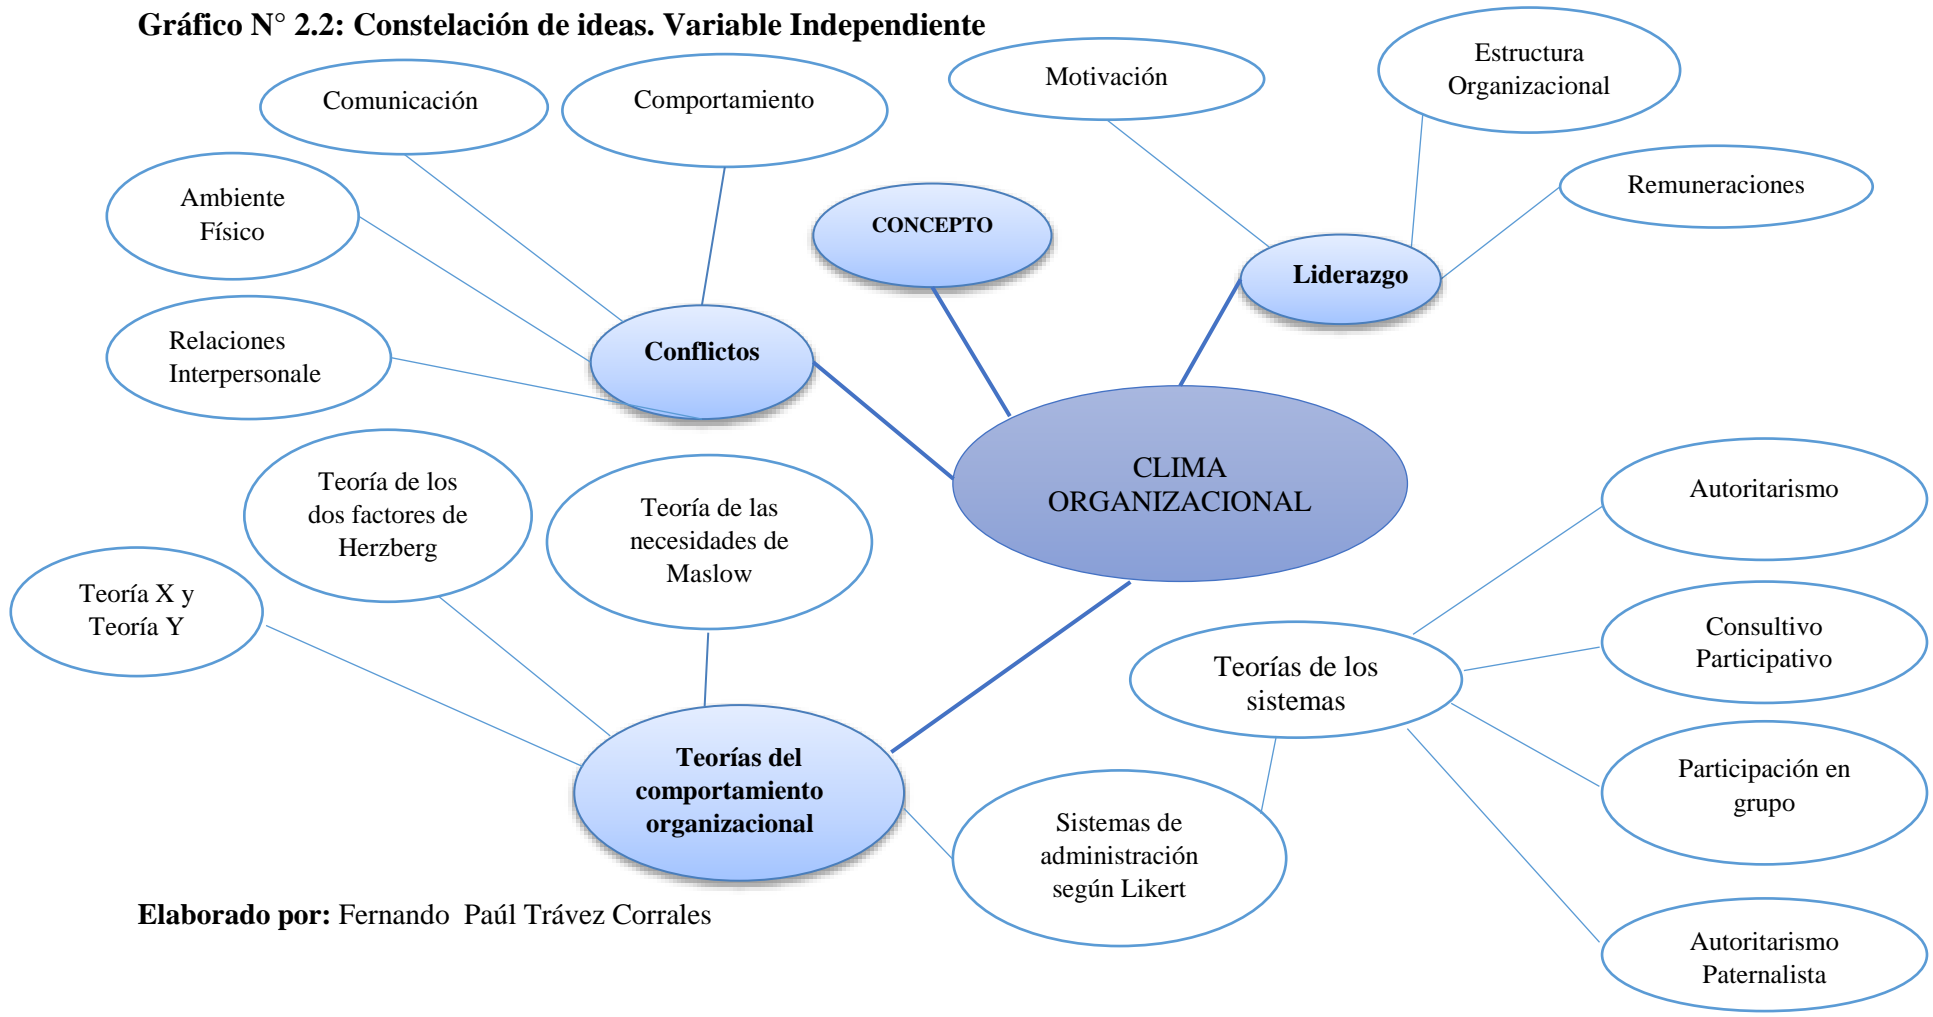 Gráfico N° 2.2: Constelación de ideas. Variable Independiente
Comunicación
Comportamiento
Motivación
Estructura
Organizacional
Ambiente
Físico
CONCEPTO
Remuneraciones
Liderazgo
Relaciones
Interpersonale
Conflictos
CLIMA
ORGANIZACIONAL
Teoría de los
dos factores de
Herzberg
Teoría de las
necesidades de
Maslow
Autoritarismo
Teoría X y
Teoría Y
Consultivo
Participativo
Teorías de los
sistemas
Teorías del
comportamiento
organizacional
Participación en
grupo
Sistemas de
administración
según Likert
Autoritarismo
Paternalista
Elaborado por: Fernando  Paúl Trávez Corrales